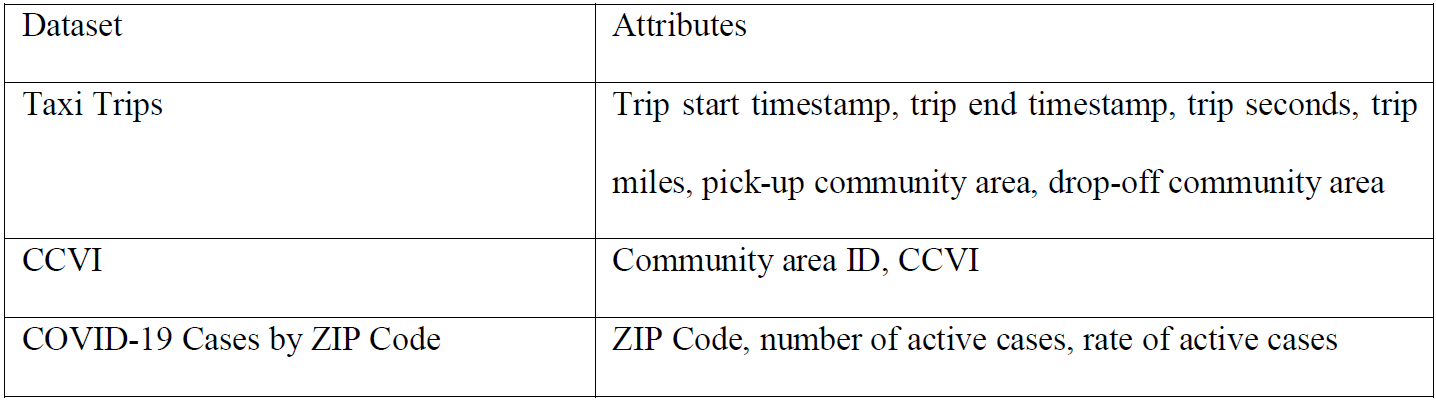 Dataset Attributes
Taxi Trips Trip start timestamp, trip end timestamp, trip seconds, trip
miles, pick-up community area, drop-off community area
CCVI Community area ID, CCVI
COVID-19 Cases by ZIP Code ZIP Code, number of active cases, rate of active cases